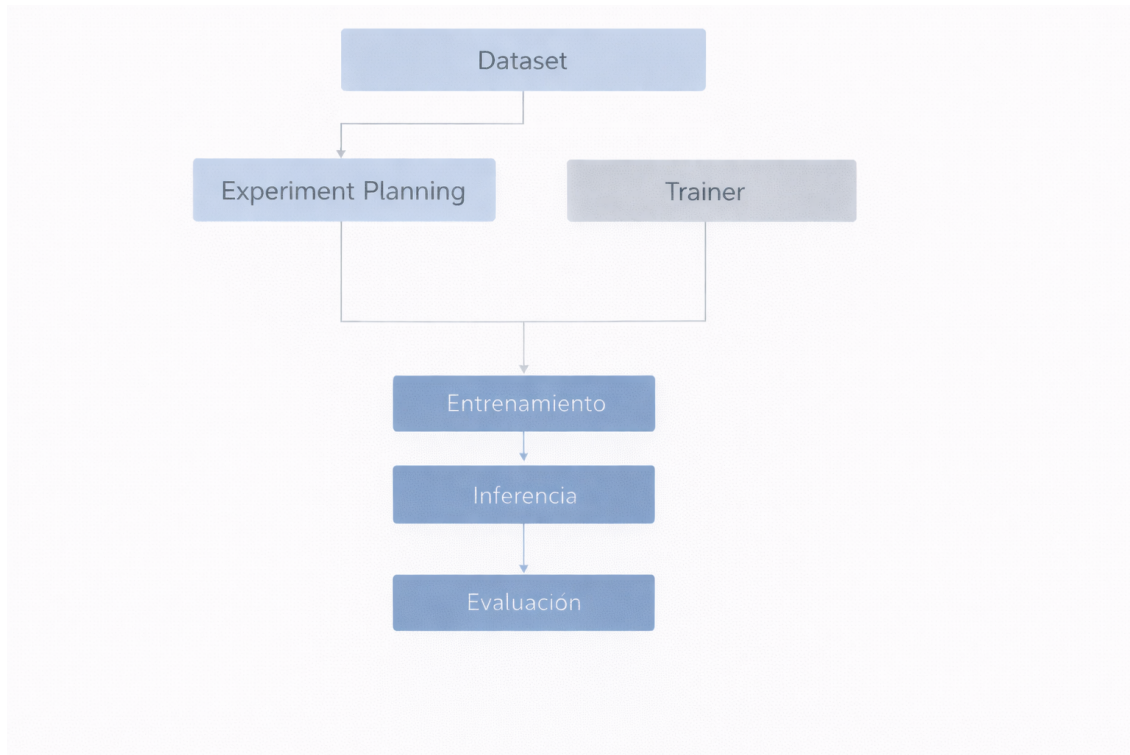 Dataset
Experiment Planning
Trainer
Entrenamiento
Inferencia
Evaluación